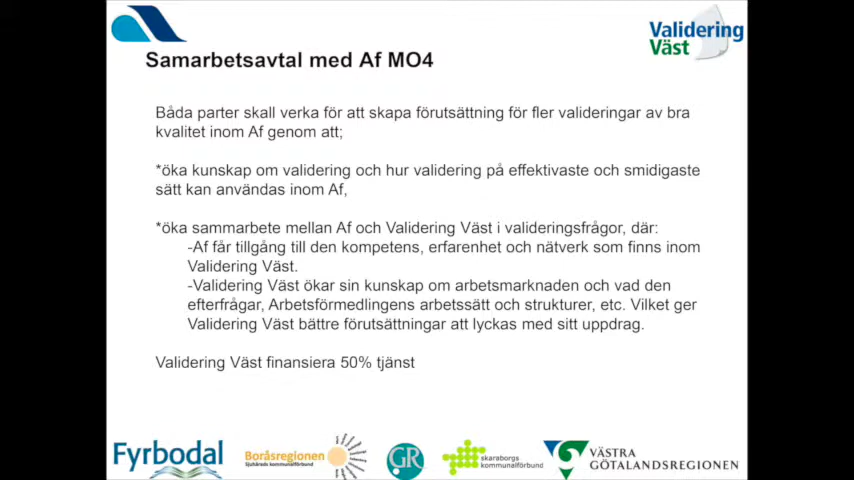 Validering
Väst
Samarbetsavtal med Af MO4
Båda parter skall verka för att skapa förutsättning för fler valideringar av bra
kvalitet inom Af genom att;
*öka kunskap om validering och hur validering på effektivaste och smidigaste
sätt kan användas inom Af,
*öka sammarbete mellan Af och Validering Väst i valideringsfrågor, där:
-Af får tillgång till den kompetens, erfarenhet och nätverk som finns inom
Validering Väst.
-Validering Väst ökar sin kunskap om arbetsmarknaden och vad den
efterfrågar, Arbetsförmedlingens arbetssätt och strukturer, etc. Vilket ger
Validering Väst bättre förutsättningar att lyckas med sitt uppdrag.
Validering Väst finansiera 50% tjänst
Fyrbodal
Boråsregionen
Sjuhärads kommunalförbund
GR
skaraborgs
kommunalförbund
VÄSTRA
GÖTALANDSREGIONEN